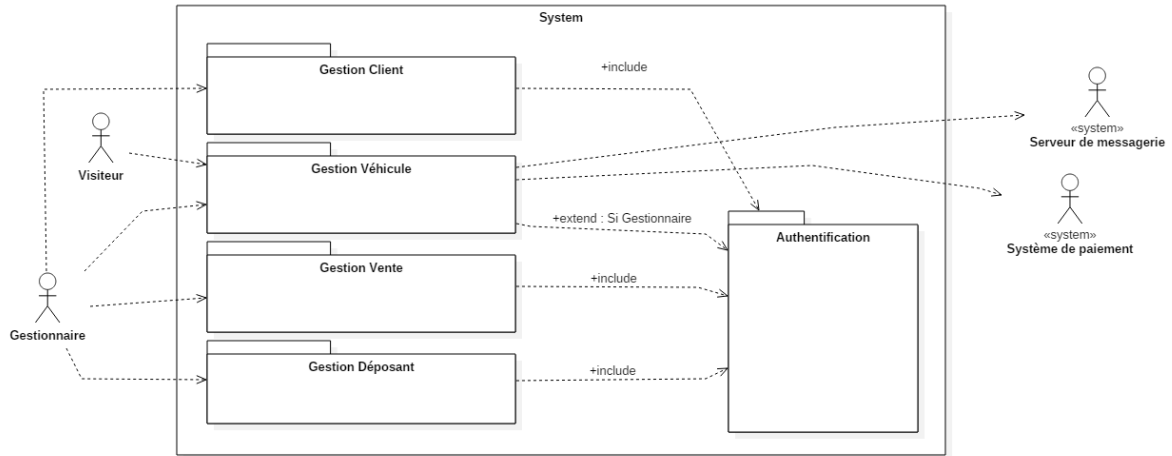 System
Gestion Client
+include
«system»
Serveur de messagerie
Visiteur
Gestion Véhicule
«system»
Système de paiement
+extend : Si Gestionnaire
Authentification
Gestion Vente
+include
Gestionnaire
Gestion Déposant
+include